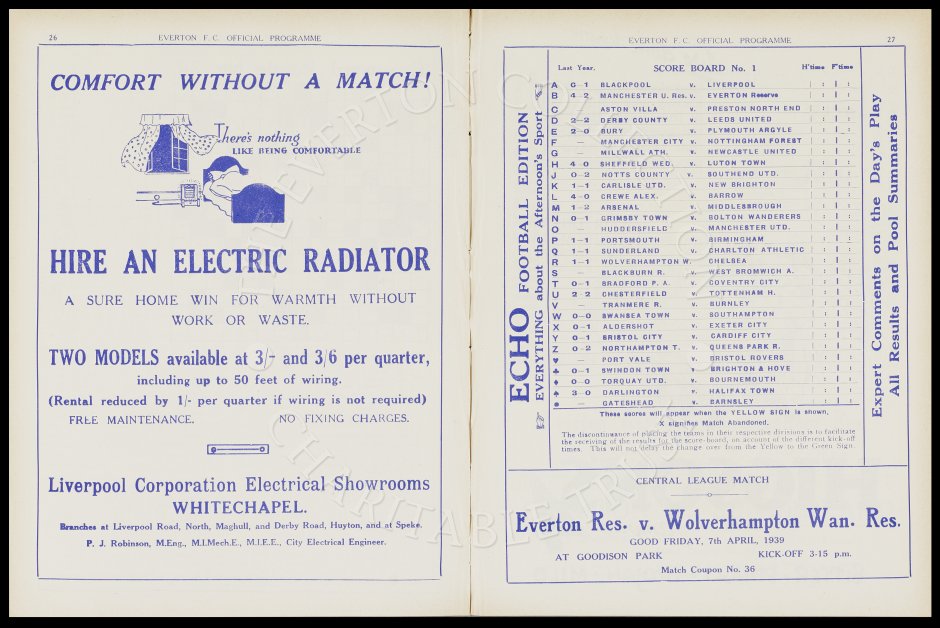 26
EVERTON F. C. OFFICIAL PROGRAMME
COMFORT WITHOUT A MATCH!
There's nothing
LIKE BEING COMFORTABLE
HIRE AN ELECTRIC RADIATOR
A SURE HOME WIN FOR WARMTH WITHOUT
WORK OR WASTE.
TWO MODELS available at 3/- and 3/6 per quarter,
including up to 50 feet of wiring.
(Rental reduced by 1/- per quarter if wiring is not required)
FREE MAINTENANCE. NO FIXING CHARGES.
Liverpool Corporation Electrical Showrooms
WHITECHAPEL.
Branches at Liverpool Road, North, Maghull, and Derby Road, Huyton, and at Speke.
P. J. Robinson, M.Eng., M.I.Mech.E., M.I.E.E., City Electrical Engineer.
EVERTON F. C. OFFICIAL PROGRAMME
27
ECHO FOOTBALL EDITION
EVERYTHING about the Afternoon's Sport
Last Year. SCORE BOARD No. 1 H'time F'time
A 6-1 BLACKPOOL v. LIVERPOOL
B 4-2 MANCHESTER U. Res. v. EVERTON Reserve
C ASTON VILLA v. PRESTON NORTH END
D 2-2 DERBY COUNTY v. LEEDS UNITED
E 2-0 BURY v. PLYMOUTH ARGYLE
F — MANCHESTER CITY v. NOTTINGHAM FOREST
G — MILLWALL ATH. v. NEWCASTLE UNITED
H 4-0 SHEFFIELD WED. v. LUTON TOWN
J 0-2 NOTTS COUNTY v. SOUTHEND UTD.
K 1-1 CARLISLE UTD. v. NEW BRIGHTON
L 4-0 CREWE ALEX. v. BARROW
M 1-2 ARSENAL v. MIDDLESBROUGH
N 0-1 GRIMSBY TOWN v. BOLTON WANDERERS
O — HUDDERSFIELD v. MANCHESTER UTD.
P 1-1 PORTSMOUTH v. BIRMINGHAM
Q 1-1 SUNDERLAND v. CHARLTON ATHLETIC
R 1-1 WOLVERHAMPTON W. CHELSEA
S — BLACKBURN R. v. WEST BROMWICH A.
T 0-1 BRADFORD P. A. v. COVENTRY CITY
U 2-2 CHESTERFIELD v. TOTTENHAM H.
V — TRANMERE R. v. BURNLEY
W 0-0 SWANSEA TOWN v. SOUTHAMPTON
X 0-1 ALDERSHOT v. EXETER CITY
Y 0-1 BRISTOL CITY v. CARDIFF CITY
Z 0-2 NORTHAMPTON T. v. QUEENS PARK R.
♥ — PORT VALE v. BRISTOL ROVERS
♣ 0-1 SWINDON TOWN v. BRIGHTON & HOVE
♦ 0-0 TORQUAY UTD. v. BOURNEMOUTH
♠ 3-0 DARLINGTON v. HALIFAX TOWN
● — GATESHEAD v. BARNSLEY
These scores will appear when the YELLOW SIGN is shown.
X signifies Match Abandoned.
The discontinuance of placing the teams in their respective divisions is to facilitate
the receiving of the results for the score-board, on account of the different kick-off
times. This will not delay the change over from the Yellow to the Green Sign.
Expert Comments on the Day's Play
All Results and Pool Summaries
CENTRAL LEAGUE MATCH
Everton Res. v. Wolverhampton Wan. Res.
GOOD FRIDAY, 7th APRIL, 1939
AT GOODISON PARK KICK-OFF 3-15 p.m.
Match Coupon No. 36